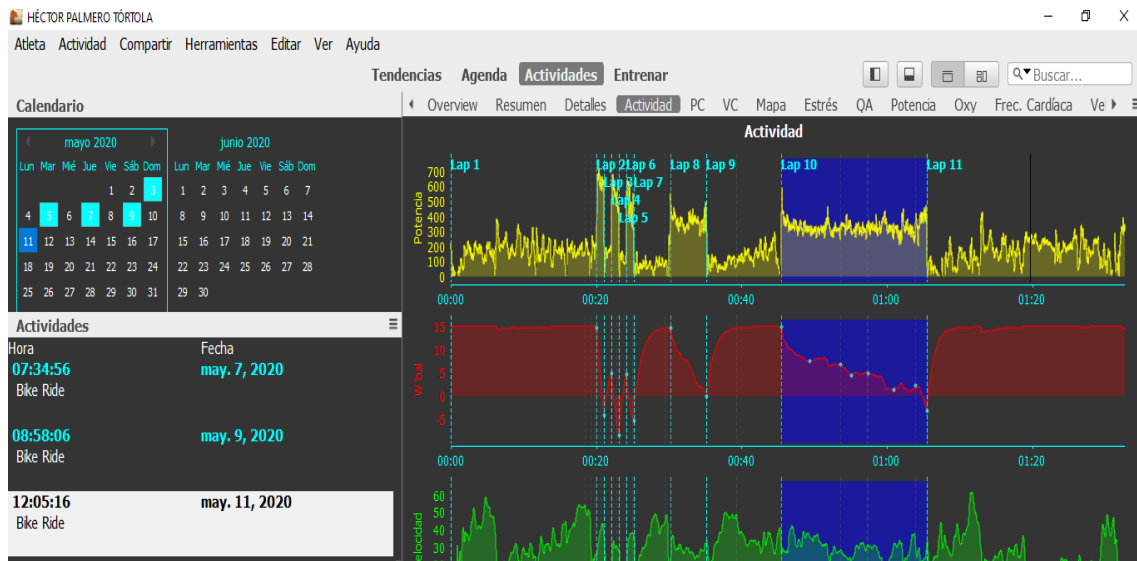 HÉCTOR PALMERO TÓRTOLA
Atleta Actividad Compartir Herramientas Editar Ver Ayuda
Tendencias Agenda Actividades Entrenar
Buscar...
Calendario
Overview Resumen Detalles Actividad PC VC Mapa Estrés QA Potencia Oxy Frec. Cardíaca Ve
Actividad
mayo 2020
Lun Mar Mié Jue Vie Sáb Dom
1 2 3
4 5 6 7 8 9 10
11 12 13 14 15 16 17
18 19 20 21 22 23 24
25 26 27 28 29 30 31
junio 2020
Lun Mar Mié Jue Vie Sáb Dom
1 2 3 4 5 6 7
8 9 10 11 12 13 14
15 16 17 18 19 20 21
22 23 24 25 26 27 28
29 30
Actividades
Hora Fecha
07:34:56 may. 7, 2020
Bike Ride
08:58:06 may. 9, 2020
Bike Ride
12:05:16 may. 11, 2020
Bike Ride
Lap 1 Lap 2 Lap 6 Lap 8 Lap 9 Lap 10 Lap 11
Lap 3 Lap 7
Lap 4
Lap 5
Potencia
700
600
500
400
300
200
100
0
00:00 00:20 00:40 01:00 01:20
W' bal
15
10
5
0
-5
00:00 00:20 00:40 01:00 01:20
elocidad
60
50
40
30